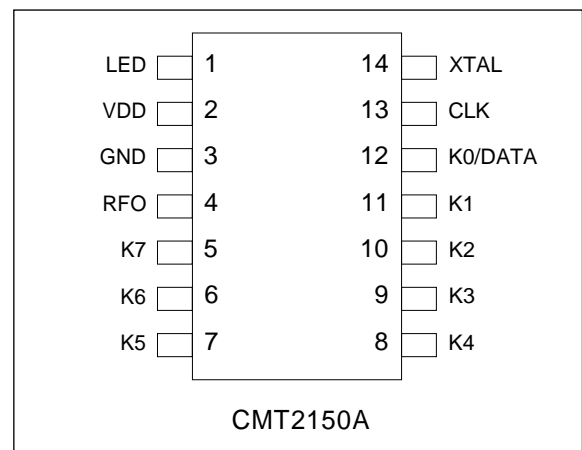 LED 1 14 XTAL
VDD 2 13 CLK
GND 3 12 K0/DATA
RFO 4 11 K1
K7 5 10 K2
K6 6 9 K3
K5 7 8 K4
CMT2150A